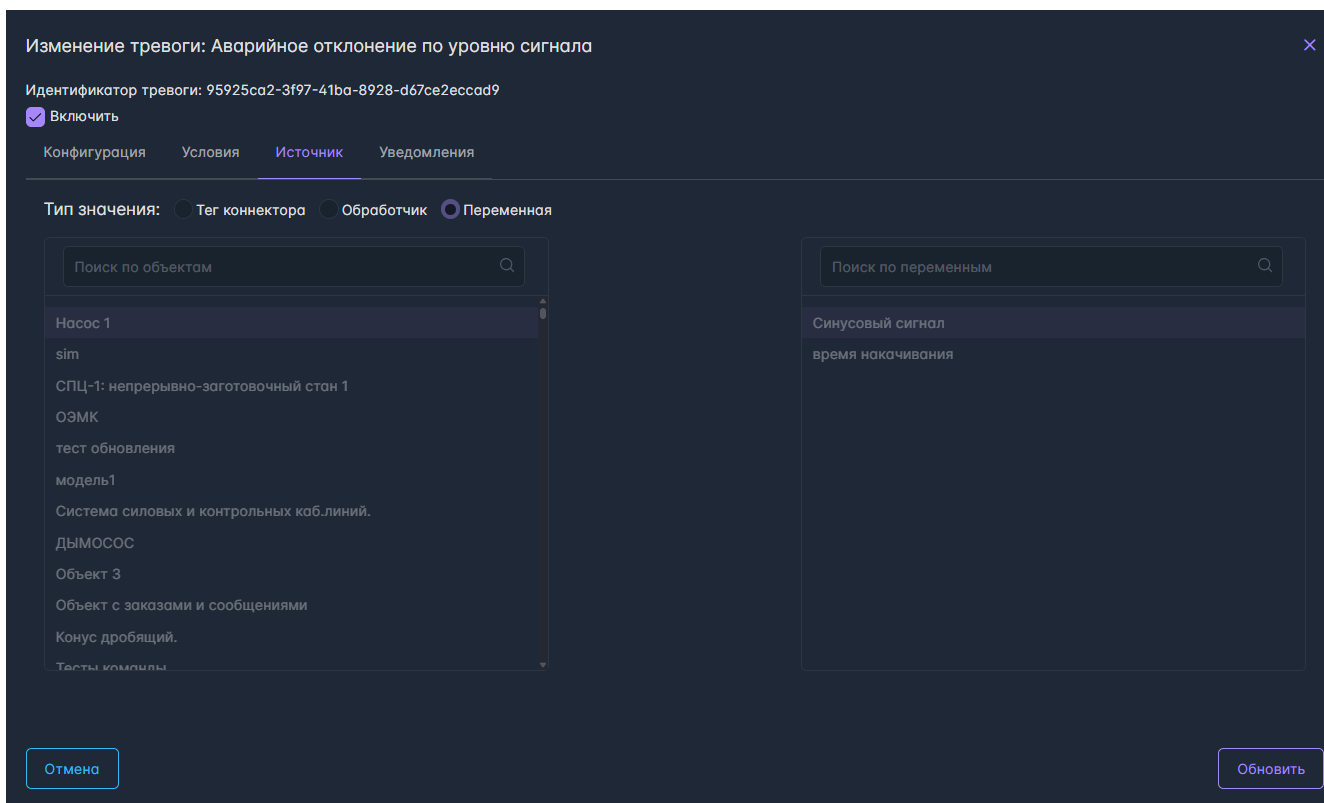 Изменение тревоги: Аварийное отклонение по уровню сигнала
Идентификатор тревоги: 95925ca2-3f97-41ba-8928-d67ce2eccad9
Включить
Конфигурация Условия Источник Уведомления
Тип значения: Тег коннектора Обработчик Переменная
Поиск по объектам
Насос 1
sim
СПЦ-1: непрерывно-заготовочный стан 1
ОЭМК
тест обновления
модель1
Система силовых и контрольных каб.линий.
ДЫМОСОС
Объект 3
Объект с заказами и сообщениями
Конус дробящий.
Тесты команды
Поиск по переменным
Синусовый сигнал
время накачивания
Отмена
Обновить